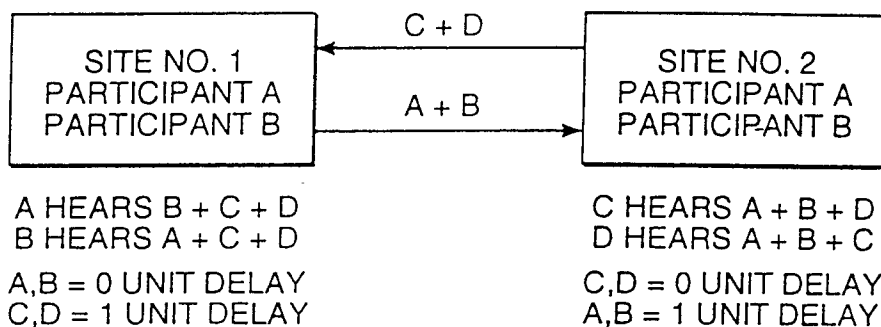 SITE NO. 1
PARTICIPANT A
PARTICIPANT B
C + D
A + B
SITE NO. 2
PARTICIPANT A
PARTICIPANT B
A HEARS B + C + D
B HEARS A + C + D
A,B = 0 UNIT DELAY
C,D = 1 UNIT DELAY
C HEARS A + B + D
D HEARS A + B + C
C,D = 0 UNIT DELAY
A,B = 1 UNIT DELAY